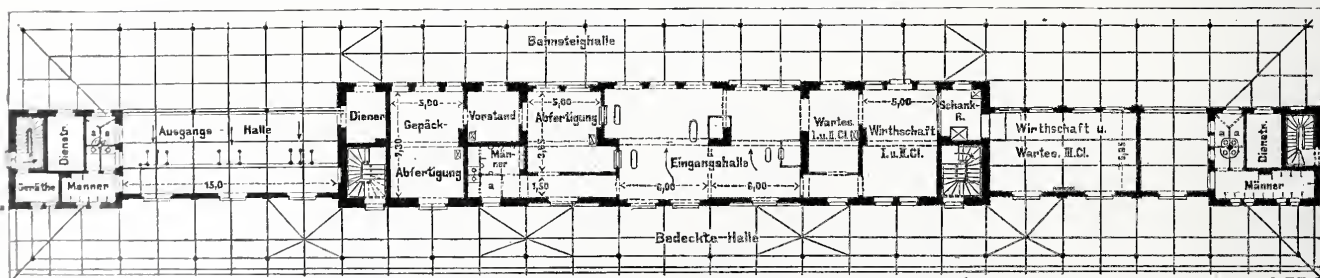 Bahnsteighalle
Diener
5,00
Gepäck-
7,30
Abfertigung
Vorstand
Män-
ner
a
5,00
Abfertigung
1,50
Eingangshalle
6,00
6,00
Wartes.
I.u.II.Cl.
5,00
Wirthschaft
I.u.II.Cl.
Schank-
R.
Wirthschaft u.
Wartes. III.Cl.
Dienstr.
Männer
Dienstr.
Geräthe
Männer
Ausgangs - Halle
15,0
Bedeckte-Halle